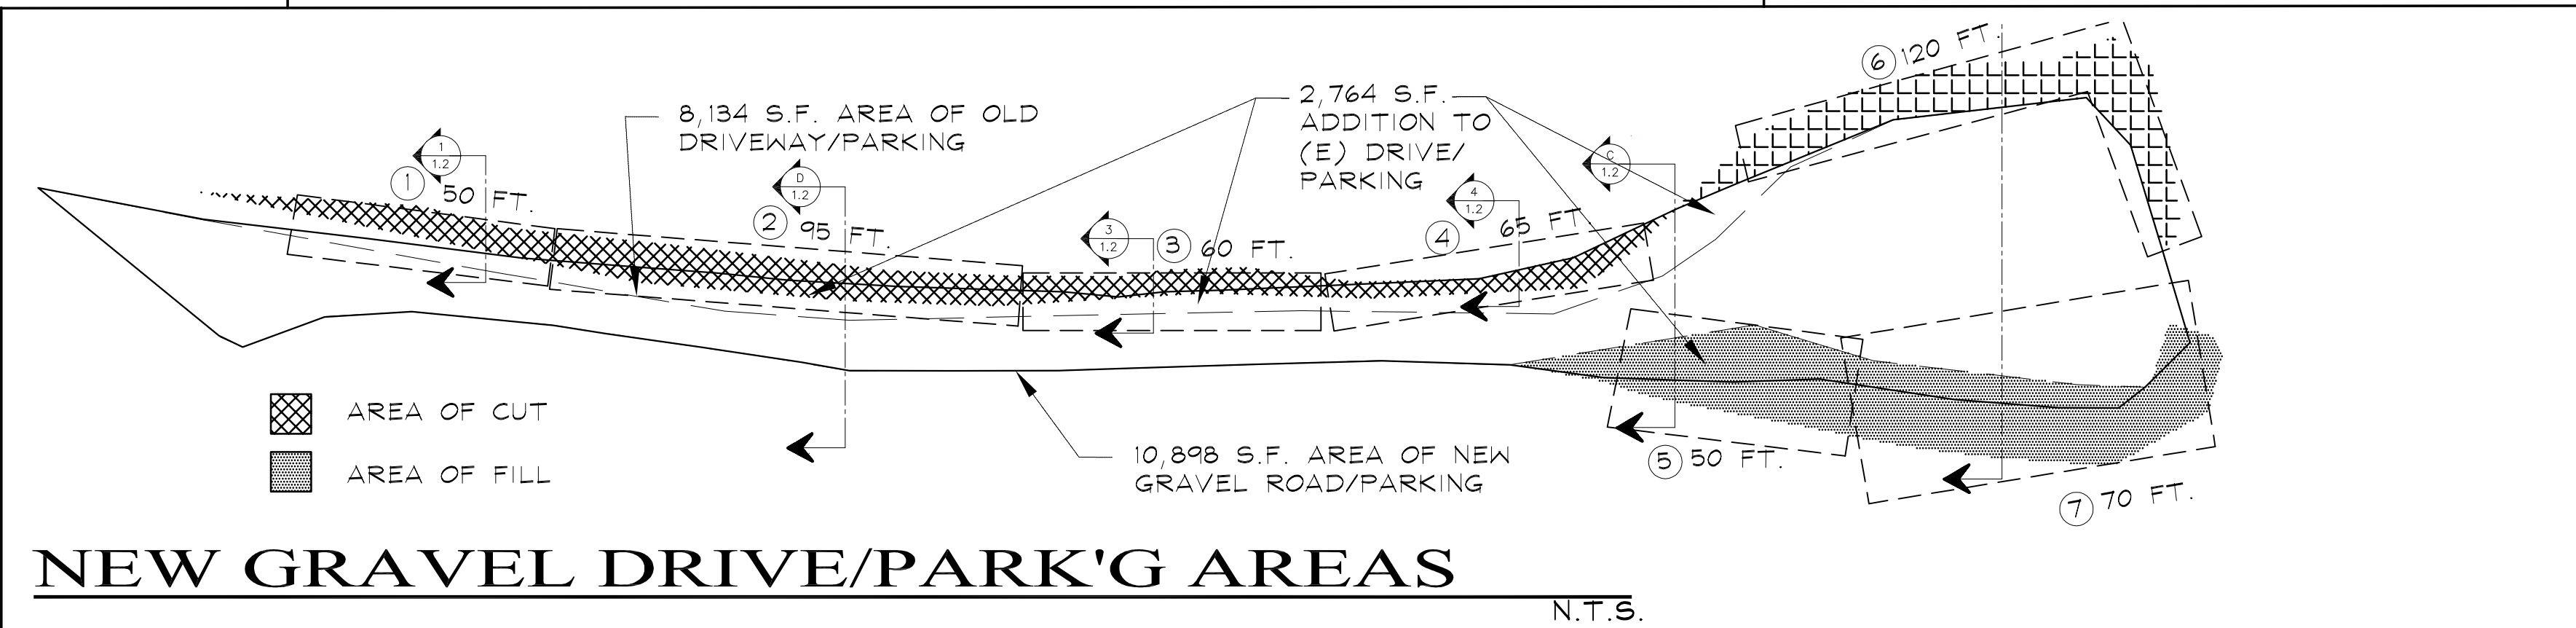 6 120 FT.
8,134 S.F. AREA OF OLD
DRIVEWAY/PARKING
2,764 S.F.
ADDITION TO
(E) DRIVE/
PARKING
1
1.2
1 50 FT.
D
1.2
2 95 FT.
3
1.2
3 60 FT.
4
1.2
4 65 FT.
C
1.2
AREA OF CUT
AREA OF FILL
10,898 S.F. AREA OF NEW
GRAVEL ROAD/PARKING
5 50 FT.
7 70 FT.
NEW GRAVEL DRIVE/PARK'G AREAS
N.T.S.